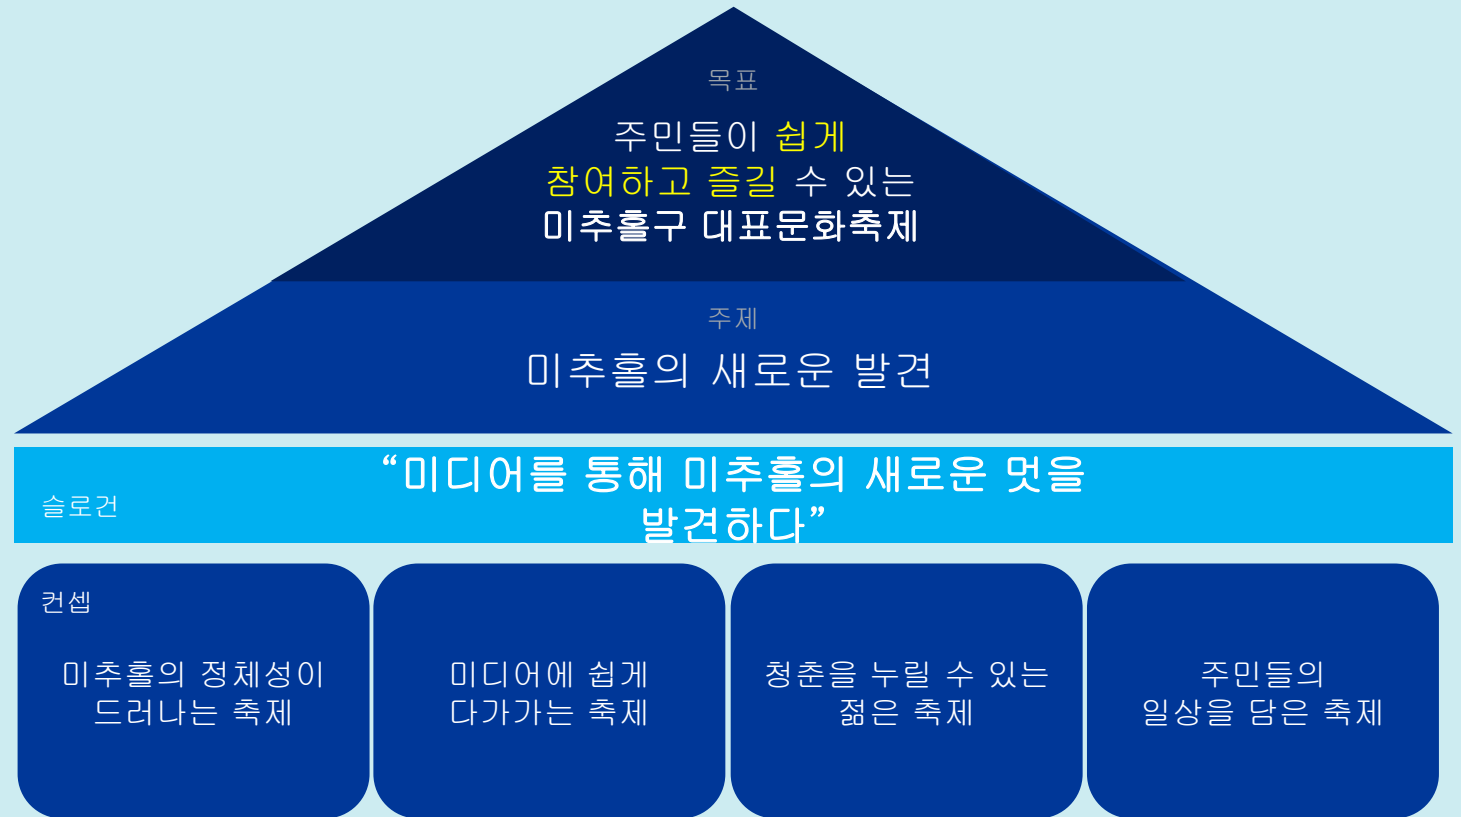 목표
주민들이 쉽게
참여하고 즐길 수 있는
미추홀구 대표문화축제
주제
미추홀의 새로운 발견
슬로건
“미디어를 통해 미추홀의 새로운 멋을
발견하다”
컨셉
미추홀의 정체성이
드러나는 축제
미디어에 쉽게
다가가는 축제
청춘을 누릴 수 있는
젊은 축제
주민들의
일상을 담은 축제